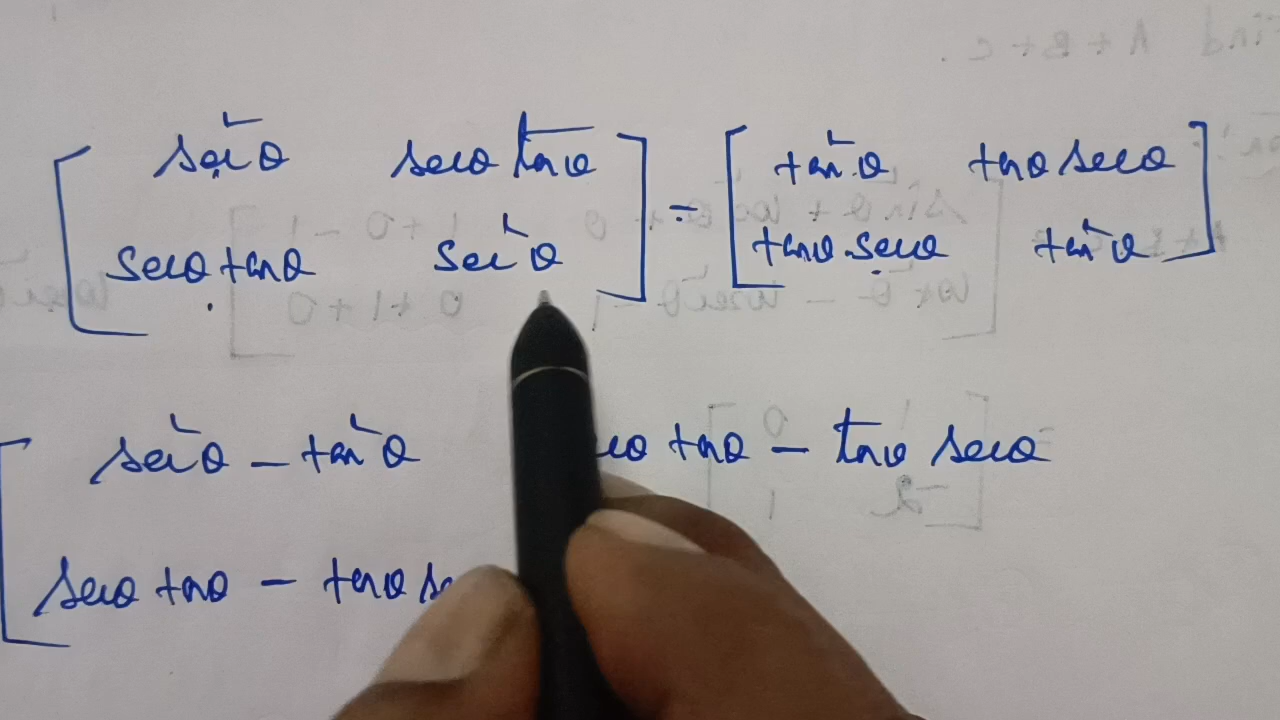 sec²θ secθ tanθ - tan²θ tanθ secθ
secθ tanθ sec²θ tanθ secθ tan²θ
sec²θ - tan²θ tanθ - tanθ secθ
secθ tanθ - tanθ